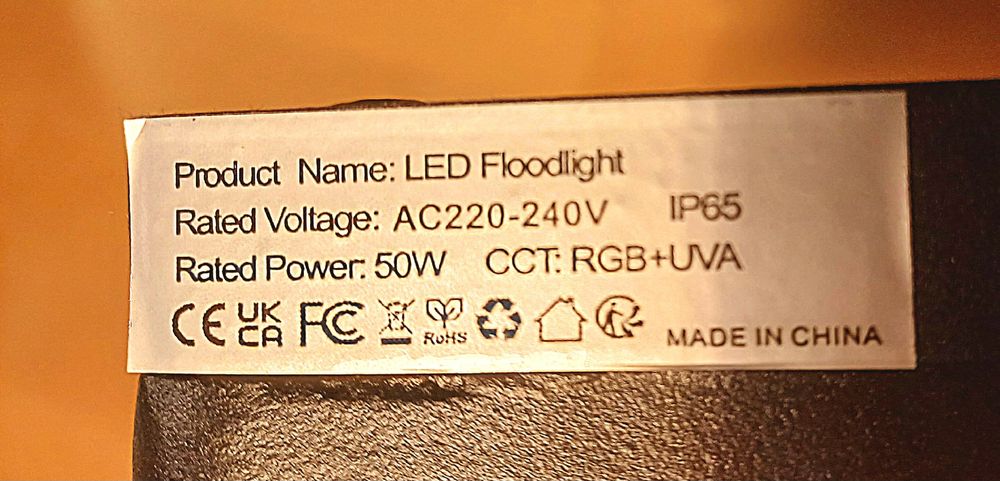 Product Name: LED Floodlight
Rated Voltage: AC220-240V IP65
Rated Power: 50W CCT: RGB+UVA
CE UK CA FC RoHS MADE IN CHINA